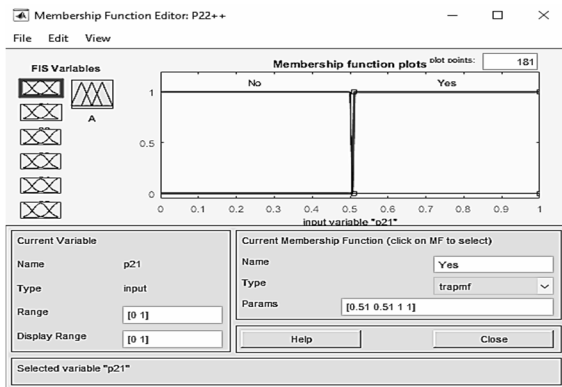 Membership Function Editor: P22++
File Edit View
FIS Variables
Membership function plots plot points: 181
A
No Yes
1
0.5
0
0 0.1 0.2 0.3 0.4 0.5 0.6 0.7 0.8 0.9 1
input variable "p21"
Current Variable
Name p21
Type input
Range [0 1]
Display Range [0 1]
Current Membership Function (click on MF to select)
Name Yes
Type trapmf
Params [0.51 0.51 1 1]
Help Close
Selected variable "p21"